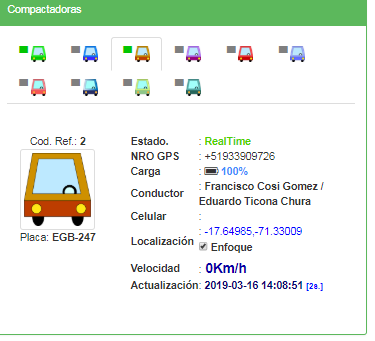 Compactadoras
Cod. Ref.: 2
Placa: EGB-247
Estado. : RealTime
NRO GPS : +51933909726
Carga : 100%
Conductor : Francisco Cosi Gomez /
Eduardo Ticona Chura
Celular :
Localización : -17.64985,-71.33009
Enfoque
Velocidad : 0Km/h
Actualización: 2019-03-16 14:08:51 [2s.]